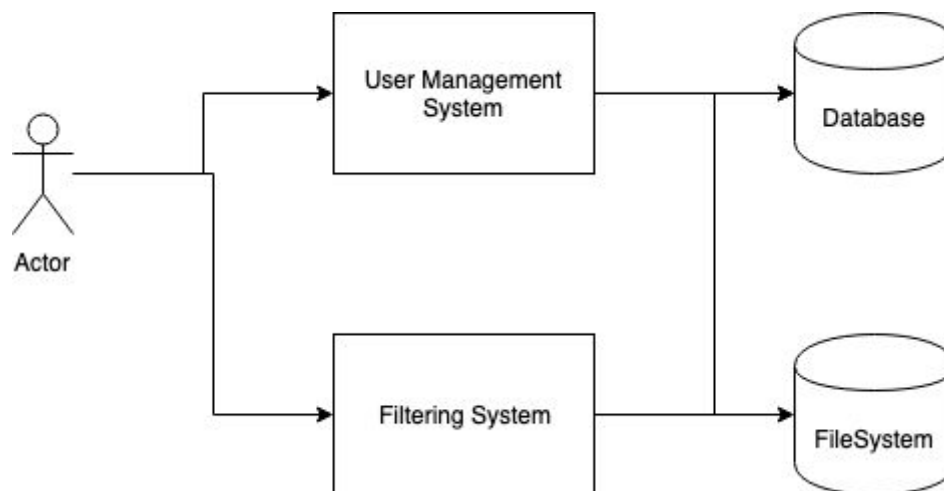 User Management
System
Database
Actor
Filtering System
FileSystem